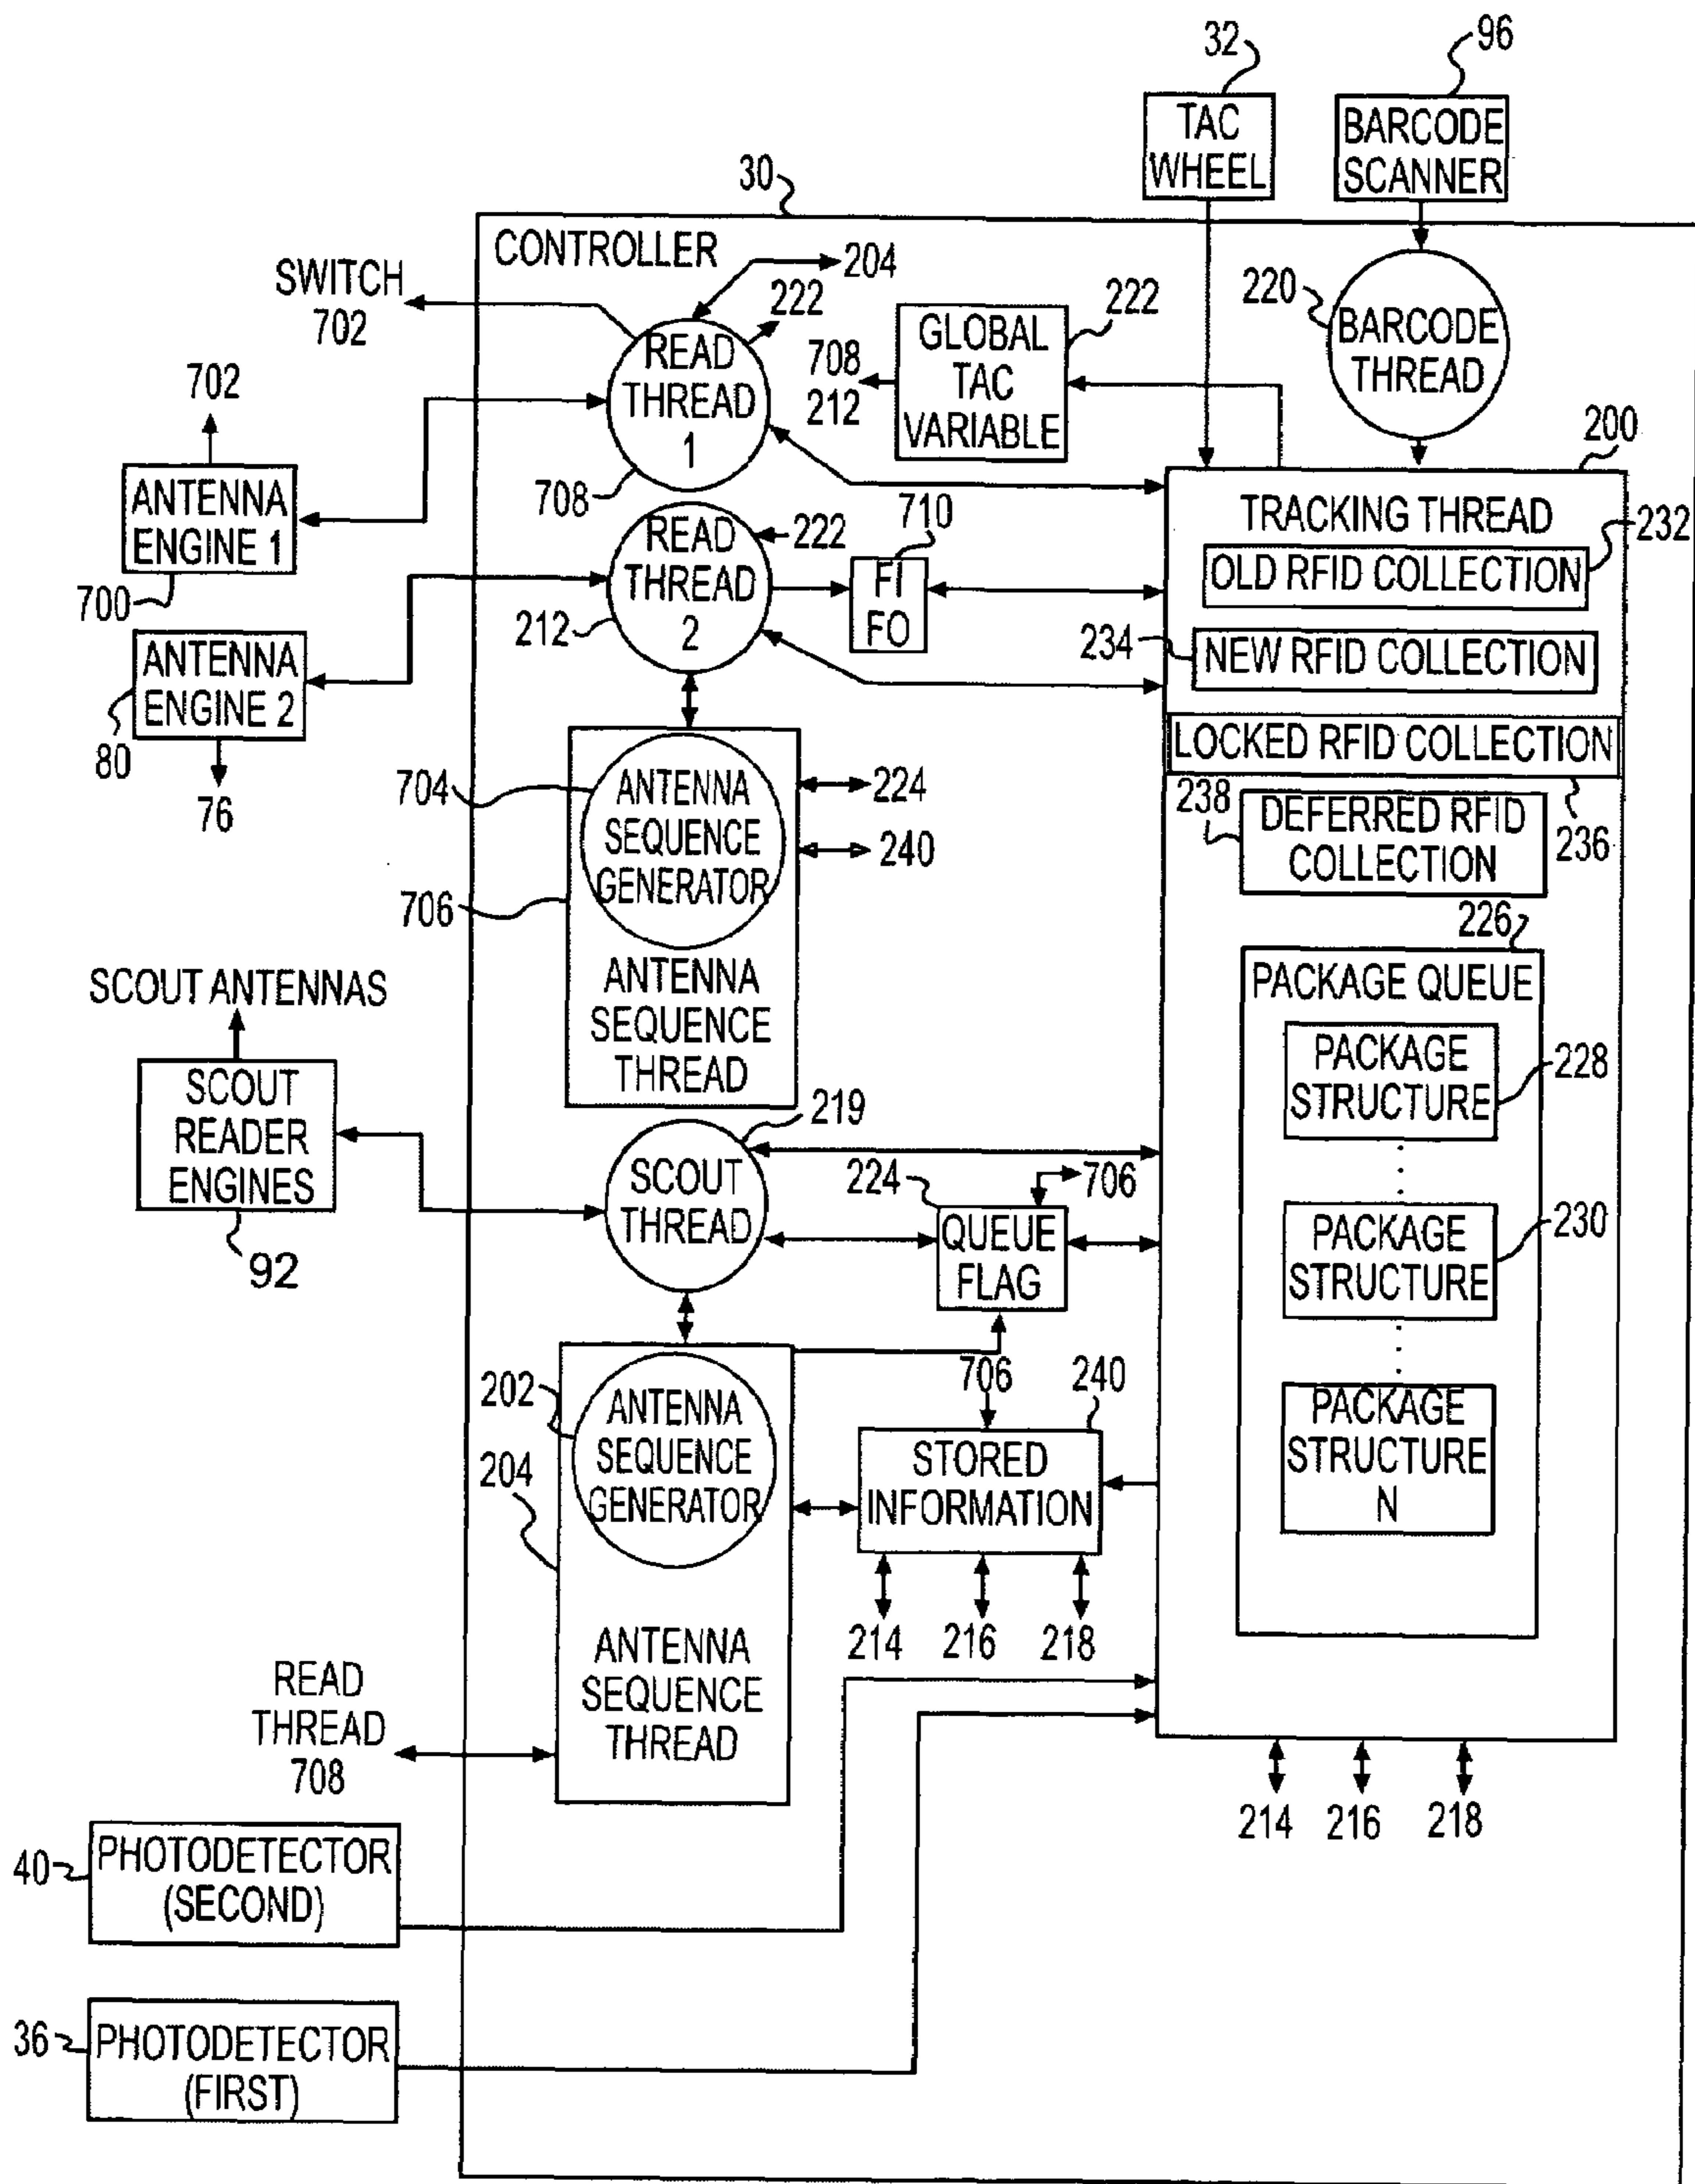 32
96
TAC
WHEEL
BARCODE
SCANNER
30
CONTROLLER
204
SWITCH
702
222
READ
THREAD
1
708
GLOBAL
TAC
VARIABLE
222
708
212
220
BARCODE
THREAD
702
ANTENNA
ENGINE 1
700
200
TRACKING THREAD
232
OLD RFID COLLECTION
234
NEW RFID COLLECTION
LOCKED RFID COLLECTION
236
238
DEFERRED RFID
COLLECTION
READ
THREAD
2
222
212
710
FI
FO
ANTENNA
ENGINE 2
80
76
704
ANTENNA
SEQUENCE
GENERATOR
224
240
706
ANTENNA
SEQUENCE
THREAD
226
PACKAGE QUEUE
PACKAGE
STRUCTURE
228
PACKAGE
STRUCTURE
230
PACKAGE
STRUCTURE
N
SCOUT ANTENNAS
SCOUT
READER
ENGINES
92
219
SCOUT
THREAD
224
706
QUEUE
FLAG
202
ANTENNA
SEQUENCE
GENERATOR
204
ANTENNA
SEQUENCE
THREAD
706
240
STORED
INFORMATION
214
216
218
READ
THREAD
708
214
216
218
40
PHOTODETECTOR
(SECOND)
36
PHOTODETECTOR
(FIRST)